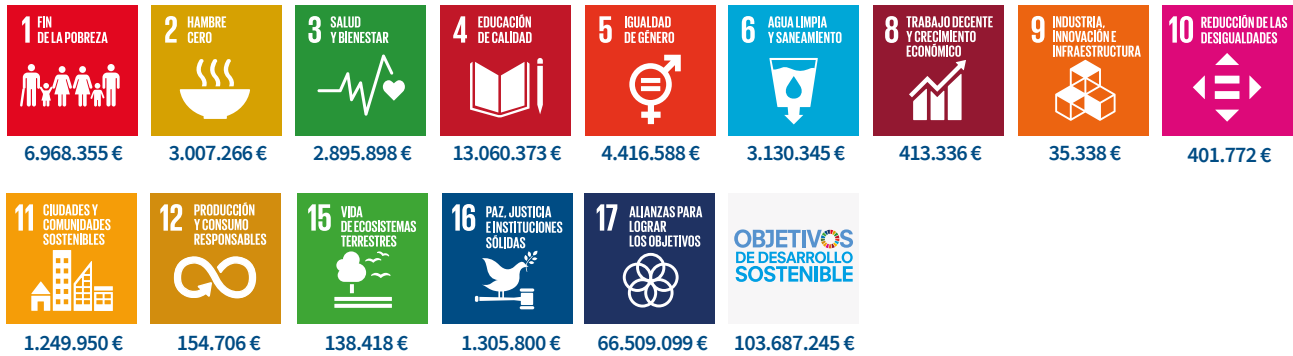 1 FIN
DE LA POBREZA
6.968.355 €
2 HAMBRE
CERO
3.007.266 €
3 SALUD
Y BIENESTAR
2.895.898 €
4 EDUCACIÓN
DE CALIDAD
13.060.373 €
5 IGUALDAD
DE GÉNERO
4.416.588 €
6 AGUA LIMPIA
Y SANEAMIENTO
3.130.345 €
8 TRABAJO DECENTE
Y CRECIMIENTO
ECONÓMICO
413.336 €
9 INDUSTRIA,
INNOVACIÓN E
INFRAESTRUCTURA
35.338 €
10 REDUCCIÓN DE LAS
DESIGUALDADES
401.772 €
11 CIUDADES Y
COMUNIDADES
SOSTENIBLES
1.249.950 €
12 PRODUCCIÓN
Y CONSUMO
RESPONSABLES
154.706 €
15 VIDA
DE ECOSISTEMAS
TERRESTRES
138.418 €
16 PAZ, JUSTICIA
E INSTITUCIONES
SÓLIDAS
1.305.800 €
17 ALIANZAS PARA
LOGRAR
LOS OBJETIVOS
66.509.099 €
OBJETIVOS
DE DESARROLLO
SOSTENIBLE
103.687.245 €